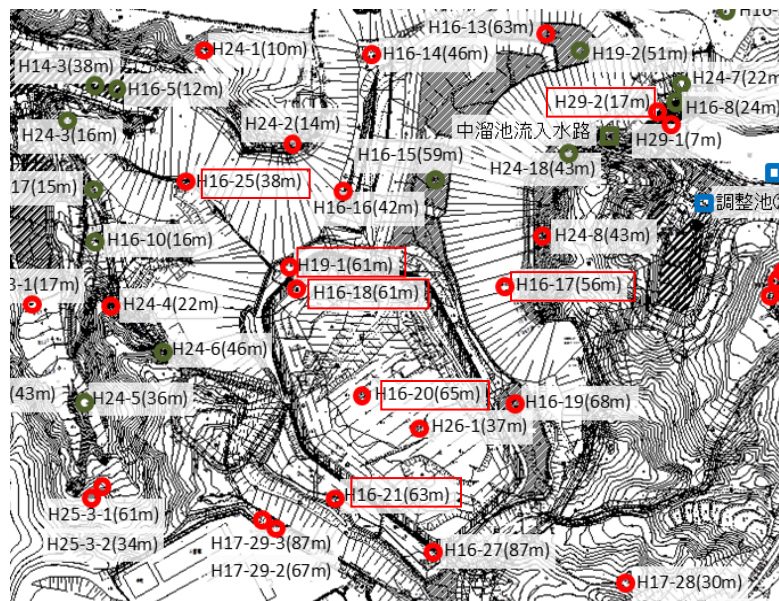 H16-13(63m)
H24-1(10m)
H16-14(46m)
H19-2(51m)
H14-3(38m)
H16-5(12m)
H24-7(22m
H29-2(17m)
H16-8(24m
H24-3(16m)
H24-2(14m)
中溜池流入水路
H29-1(7m)
H16-15(59m)
H24-18(43m)
17(15m)
H16-25(38m)
H16-16(42m)
調整池
H16-10(16m)
H24-8(43m)
H19-1(61m)
3-1(17m)
H16-18(61m)
H16-17(56m)
H24-4(22m)
H24-6(46m)
(43m)
H24-5(36m)
H16-20(65m)
H16-19(68m)
H26-1(37m)
H16-21(63m)
H25-3-1(61m)
H25-3-2(34m)
H17-29-3(87m)
H17-29-2(67m)
H16-27(87m)
H17-28(30m)